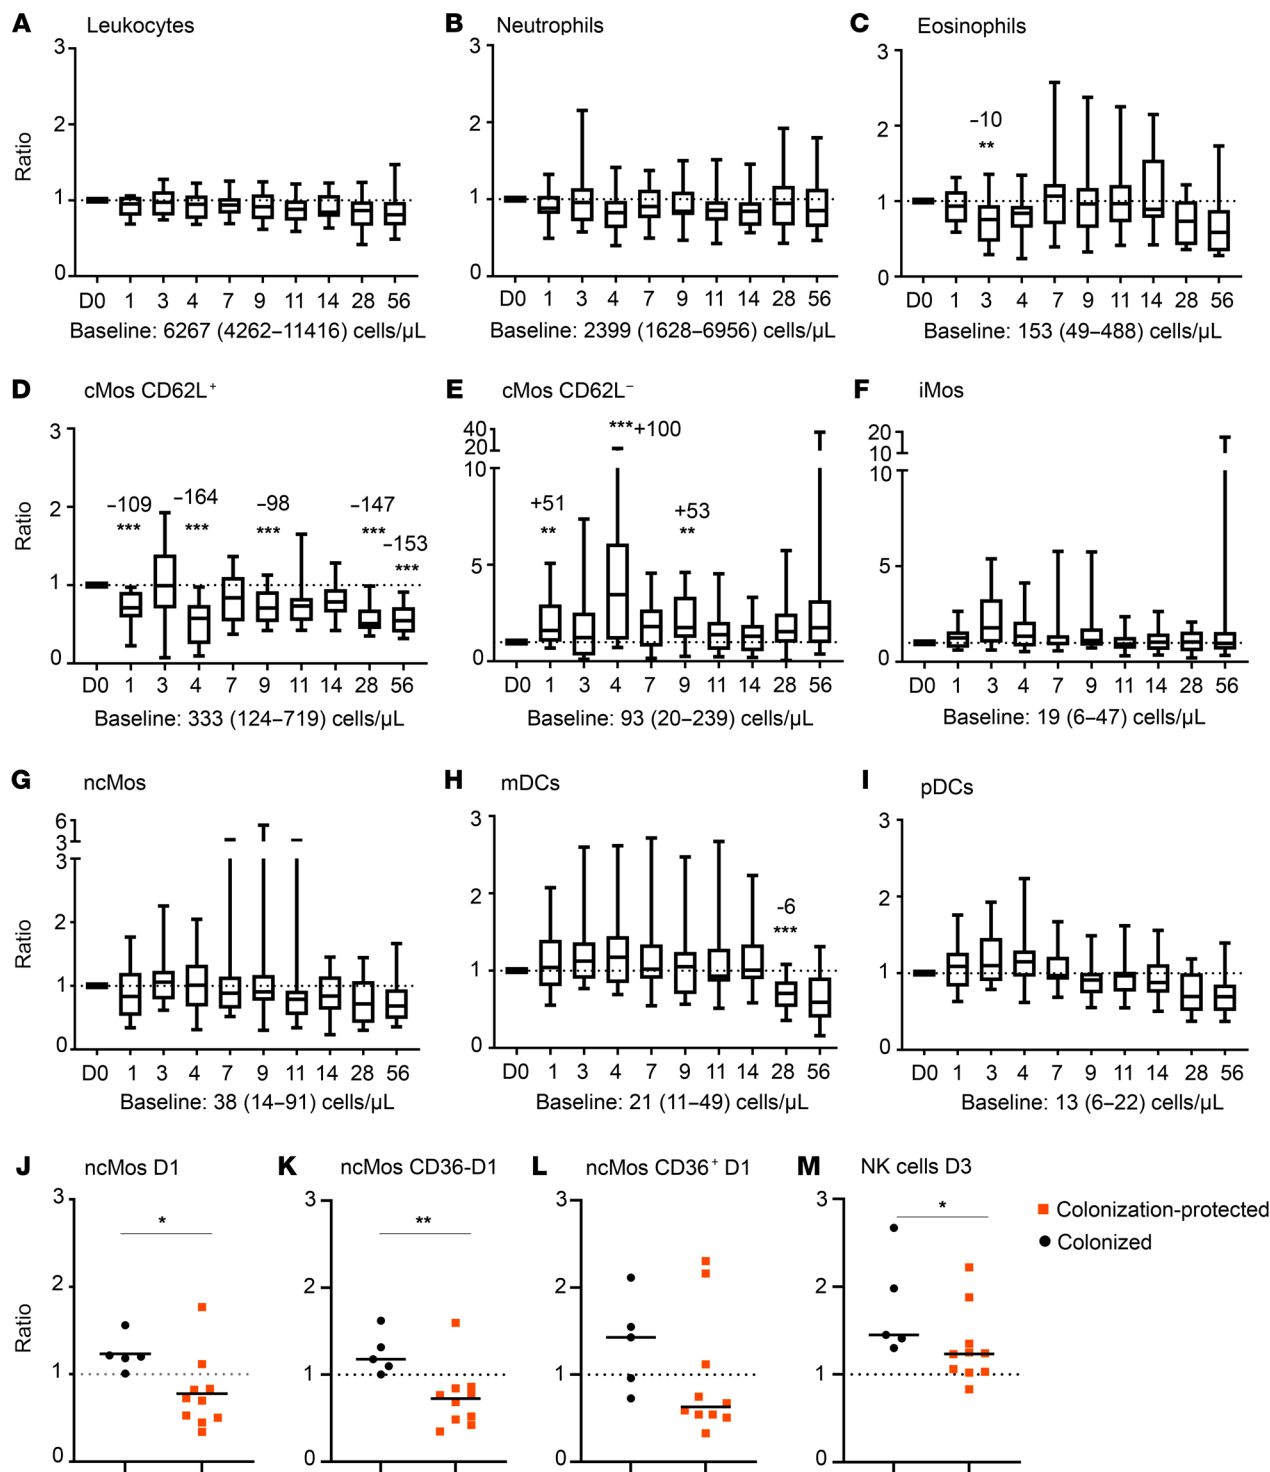 A Leukocytes
3
2
1
0
Ratio
D0 1 3 4 7 9 11 14 28 56
Baseline: 6267 (4262–11416) cells/µL
B Neutrophils
3
2
1
0
D0 1 3 4 7 9 11 14 28 56
Baseline: 2399 (1628–6956) cells/µL
C Eosinophils
3
2
1
0
–10
**
D0 1 3 4 7 9 11 14 28 56
Baseline: 153 (49–488) cells/µL
D cMos CD62L⁺
3
2
1
0
Ratio
–109
***
–164
***
–98
***
–147
***
–153
***
D0 1 3 4 7 9 11 14 28 56
Baseline: 333 (124–719) cells/µL
E cMos CD62L⁻
40
20
10
5
0
+51
**
***+100
+53
**
D0 1 3 4 7 9 11 14 28 56
Baseline: 93 (20–239) cells/µL
F iMos
20
10
10
5
0
D0 1 3 4 7 9 11 14 28 56
Baseline: 19 (6–47) cells/µL
G ncMos
6
3
3
2
1
0
Ratio
D0 1 3 4 7 9 11 14 28 56
Baseline: 38 (14–91) cells/µL
H mDCs
3
2
1
0
-6
***
D0 1 3 4 7 9 11 14 28 56
Baseline: 21 (11–49) cells/µL
I pDCs
3
2
1
0
D0 1 3 4 7 9 11 14 28 56
Baseline: 13 (6–22) cells/µL
J ncMos D1
3
2
1
0
Ratio
*
K ncMos CD36-D1
3
2
1
0
**
L ncMos CD36⁺ D1
3
2
1
0
M NK cells D3
3
2
1
0
*
Colonization-protected
Colonized